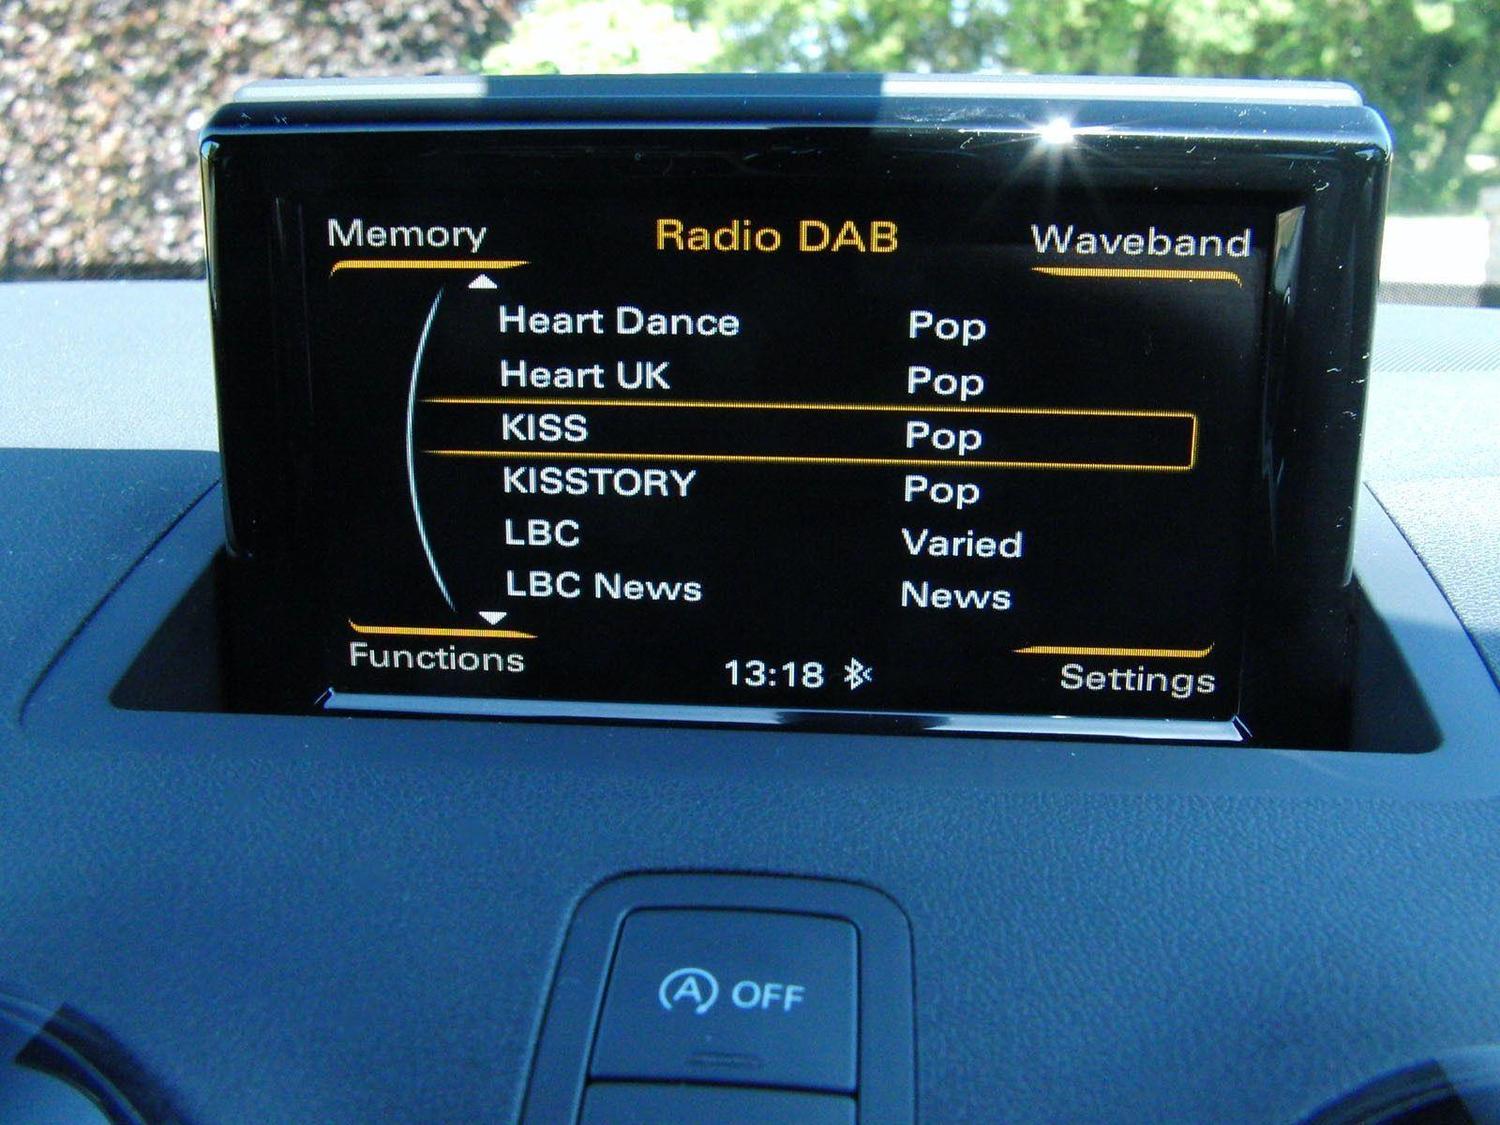 Memory Radio DAB Waveband
Heart Dance Pop
Heart UK Pop
KISS Pop
KISSTORY Pop
LBC Varied
LBC News News
Functions 13:18 Settings
A OFF